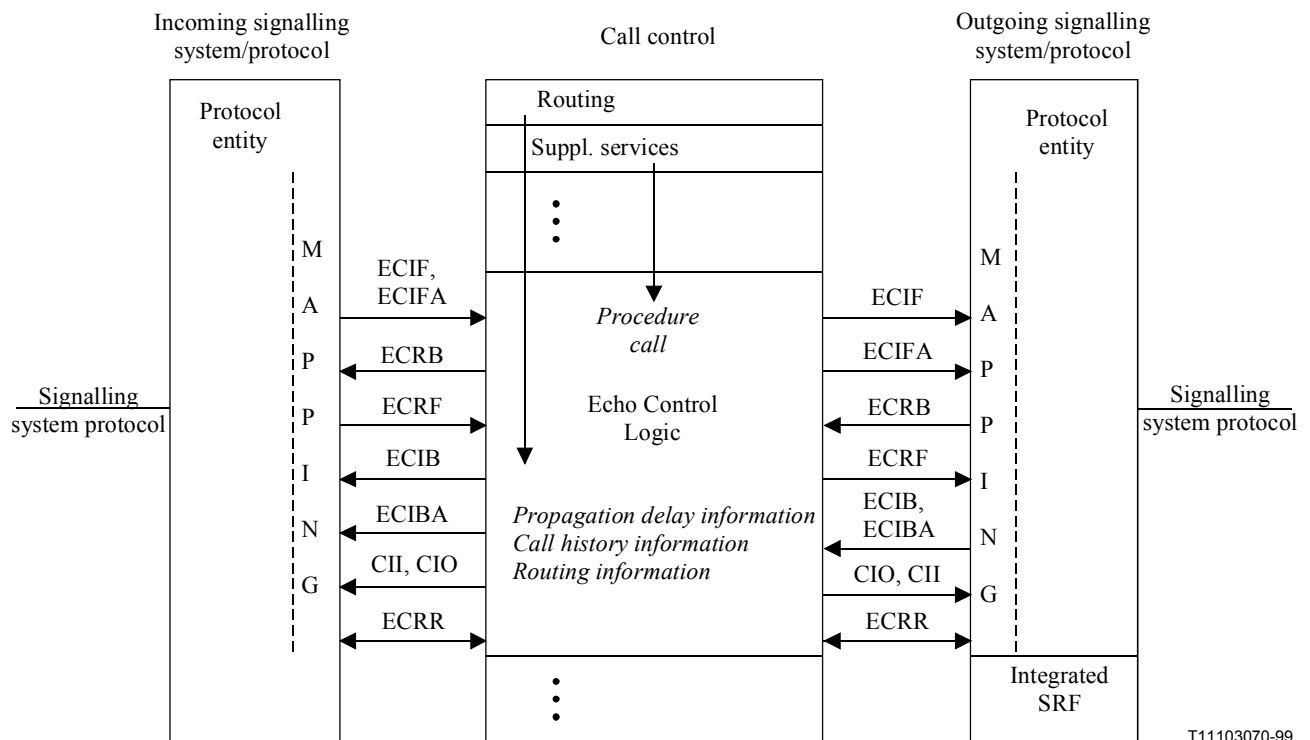 Incoming signalling
system/protocol
Call control
Outgoing signalling
system/protocol
Protocol
entity
Routing
Suppl. services
Protocol
entity
M
A
P
P
I
N
G
ECIF,
ECIFA
ECRB
ECRF
ECIB
ECIBA
CII, CIO
ECRR
Procedure
call
Echo Control
Logic
Propagation delay information
Call history information
Routing information
ECIF
ECIFA
ECRB
ECRF
ECIB,
ECIBA
CIO, CII
ECRR
M
A
P
P
I
N
G
Signalling
system protocol
Signalling
system protocol
Integrated
SRF
T11103070-99